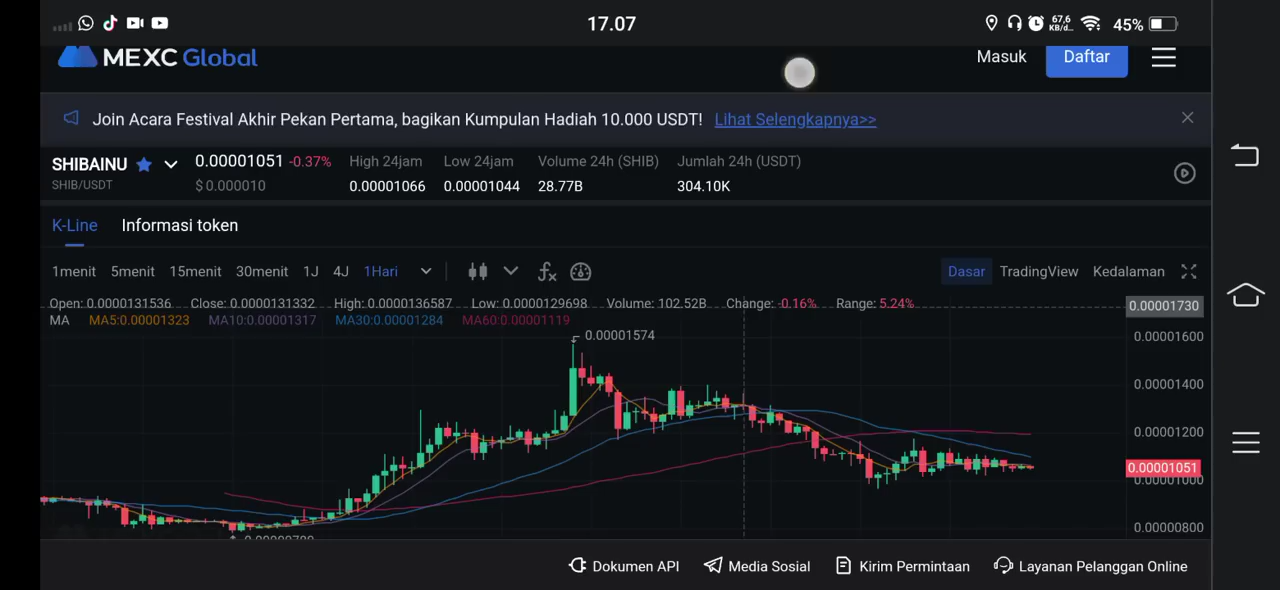 17.07
67,6
KB/d...
45%
MEXC Global
Masuk
Daftar
Join Acara Festival Akhir Pekan Pertama, bagikan Kumpulan Hadiah 10.000 USDT! Lihat Selengkapnya>>
SHIBAINU 0.00001051 -0.37% High 24jam Low 24jam Volume 24h (SHIB) Jumlah 24h (USDT)
SHIB/USDT $ 0.000010 0.00001066 0.00001044 28.77B 304.10K
K-Line Informasi token
1menit 5menit 15menit 30menit 1J 4J 1Hari Dasar TradingView Kedalaman
Open: 0.0000131536 Close: 0.0000131332 High: 0.0000136587 Low: 0.0000129698 Volume: 102.52B Change: -0.16% Range: 5.24%
0.00001730
MA MA5:0.00001323 MA10:0.00001317 MA30:0.00001284 MA60:0.00001119
0.00001574
0.00001600
0.00001400
0.00001200
0.00001051
0.00001000
0.00000800
Dokumen API Media Sosial Kirim Permintaan Layanan Pelanggan Online